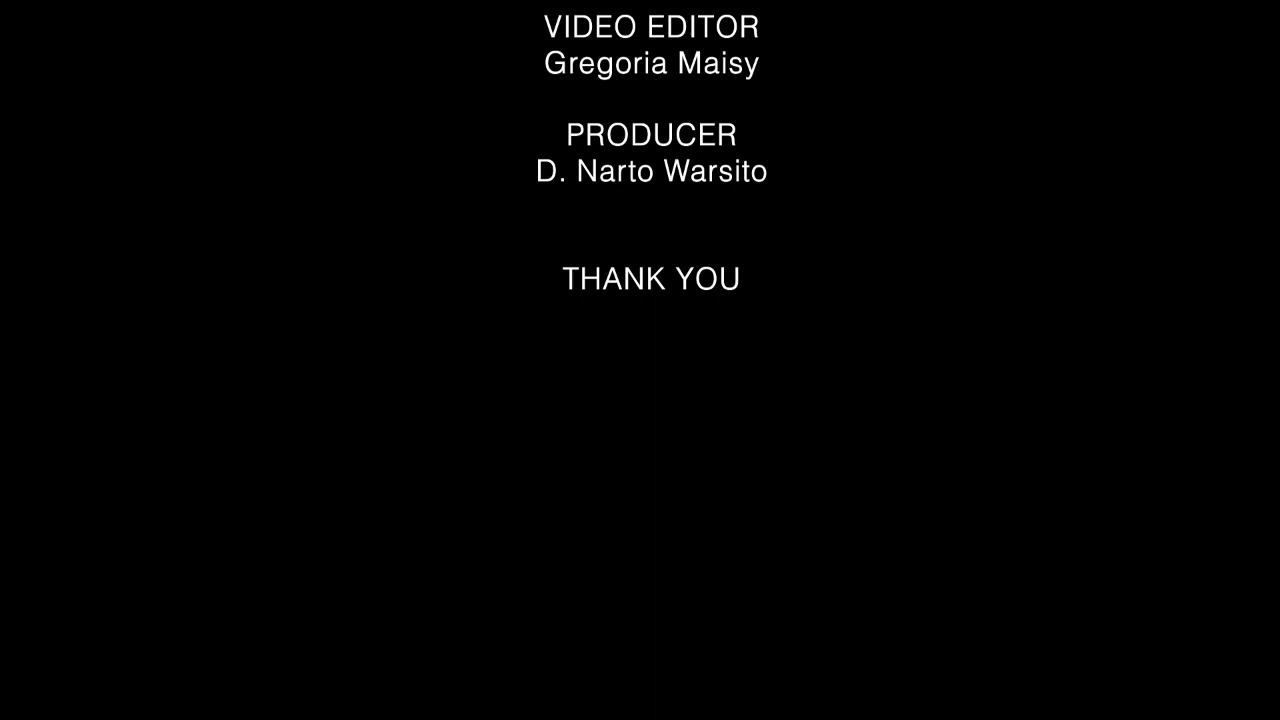 VIDEO EDITOR
Gregoria Maisy
PRODUCER
D. Narto Warsito
THANK YOU